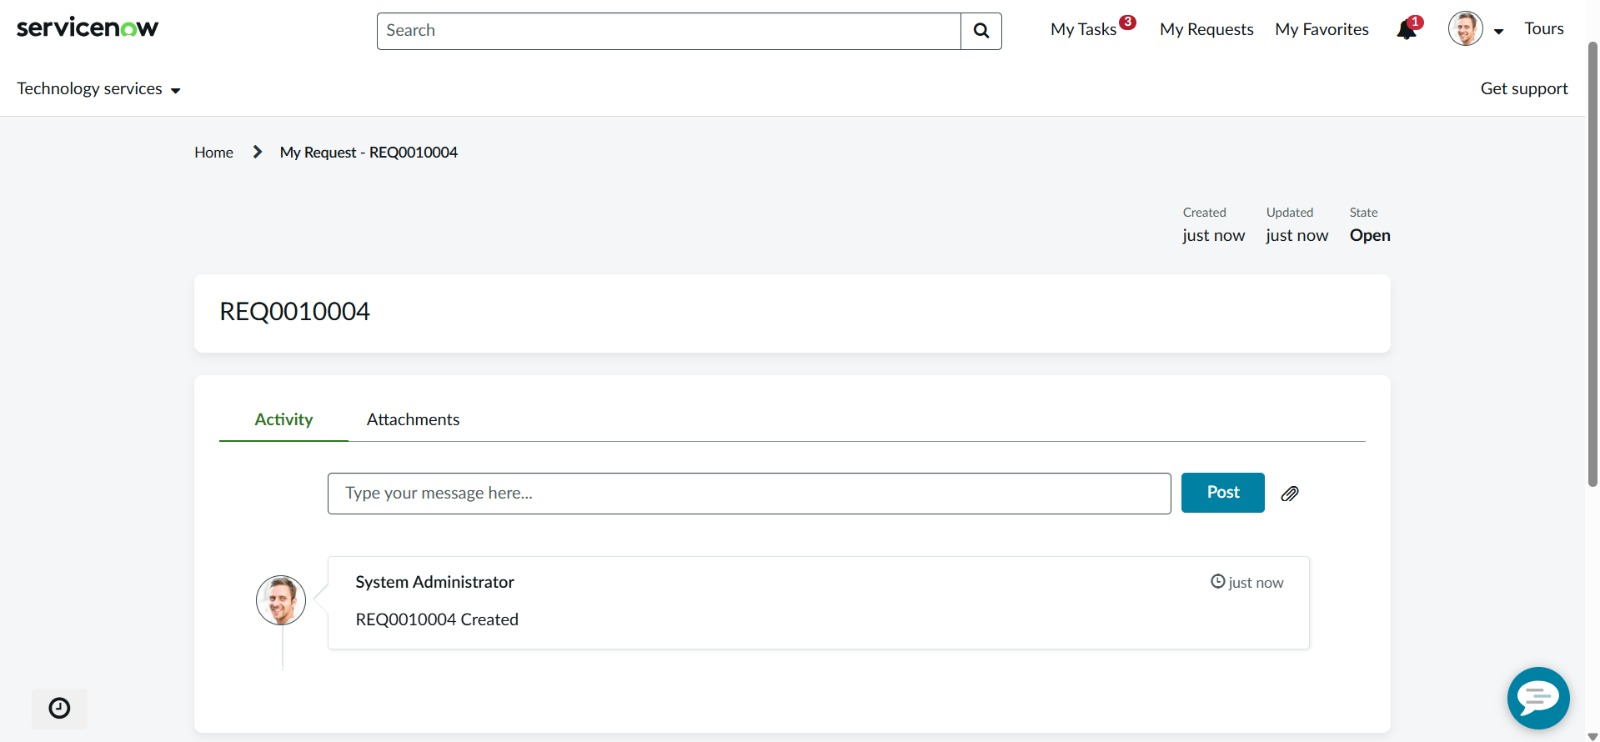 servicenow
Search
My Tasks 3
My Requests
My Favorites
1
Tours
Technology services
Get support
Home
My Request - REQ0010004
Created
just now
Updated
just now
State
Open
REQ0010004
Activity
Attachments
Type your message here...
Post
System Administrator
just now
REQ0010004 Created